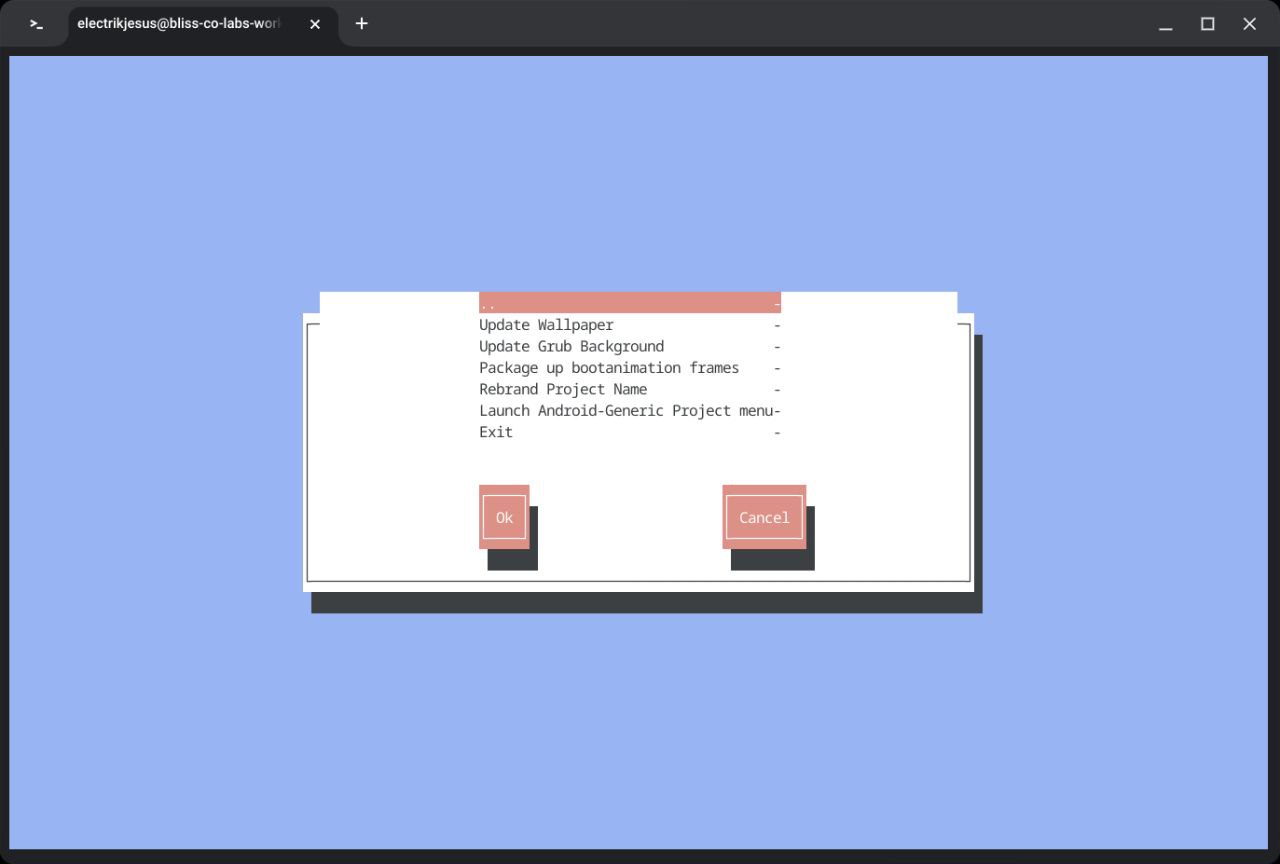 electrikjesus@bliss-co-labs-wor
.. -
Update Wallpaper -
Update Grub Background -
Package up bootanimation frames -
Rebrand Project Name -
Launch Android-Generic Project menu-
Exit -
Ok Cancel